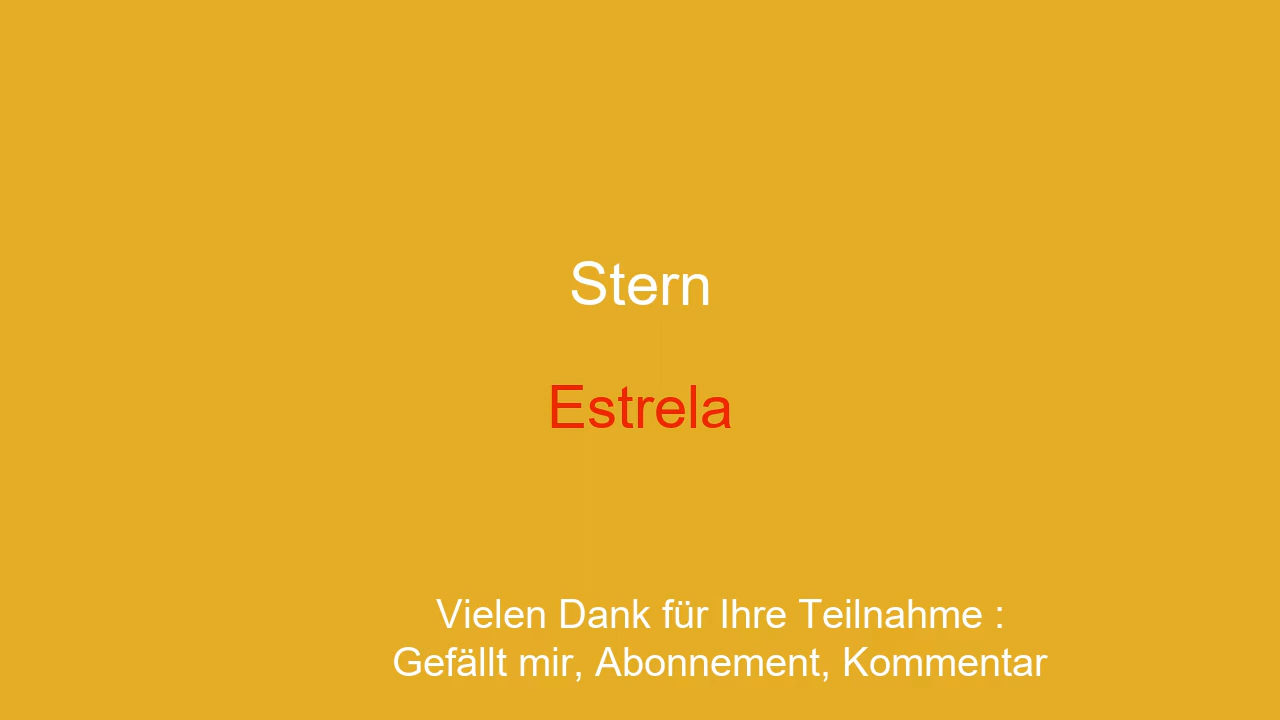 Stern
Estrela
Vielen Dank für Ihre Teilnahme :
Gefällt mir, Abonnement, Kommentar